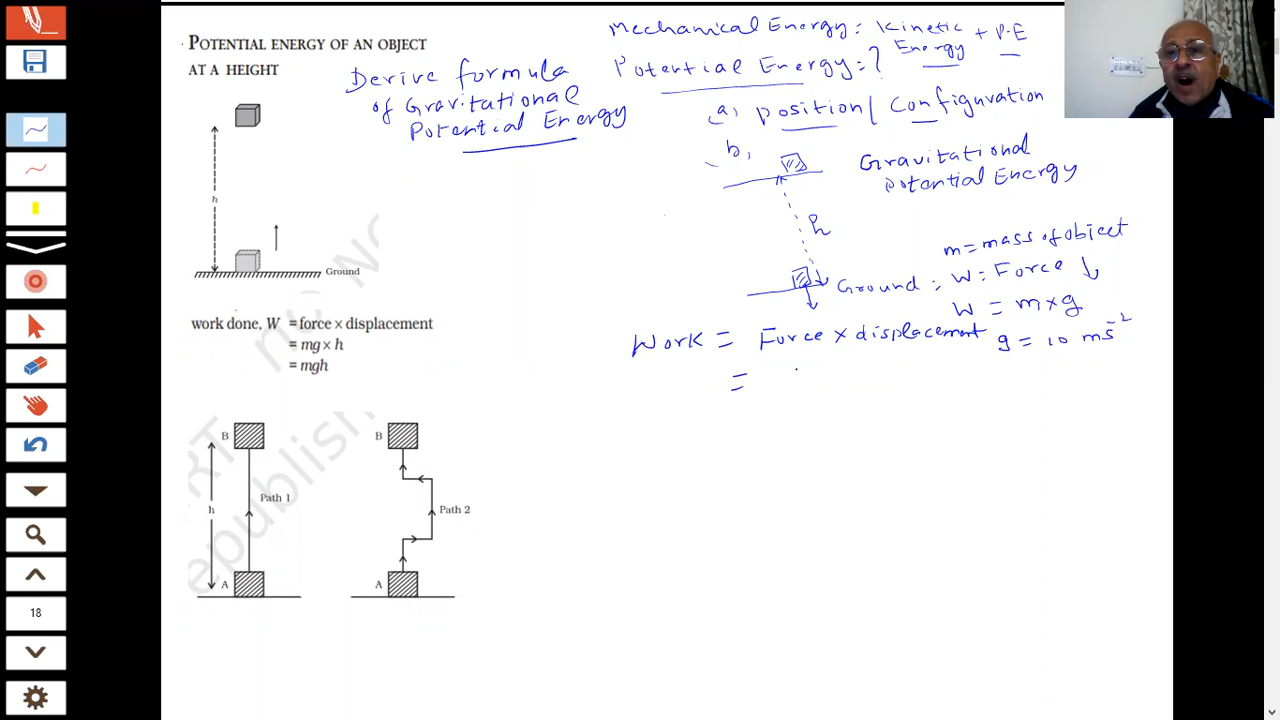 POTENTIAL ENERGY OF AN OBJECT
AT A HEIGHT
Derive formula
of Gravitational
Potential Energy
h
Ground
work done, W = force × displacement
= mg × h
= mgh
B
h
Path 1
A
B
Path 2
A
Mechanical Energy = Kinetic Energy + P.E
Potential Energy = ?
(a) position / Configuration
(b)
Gravitational
Potential Energy
h
m = mass of object
Ground : W : Force ↓
W = m × g
Work = Force × displacement
g = 10 ms⁻²
=
republish
18